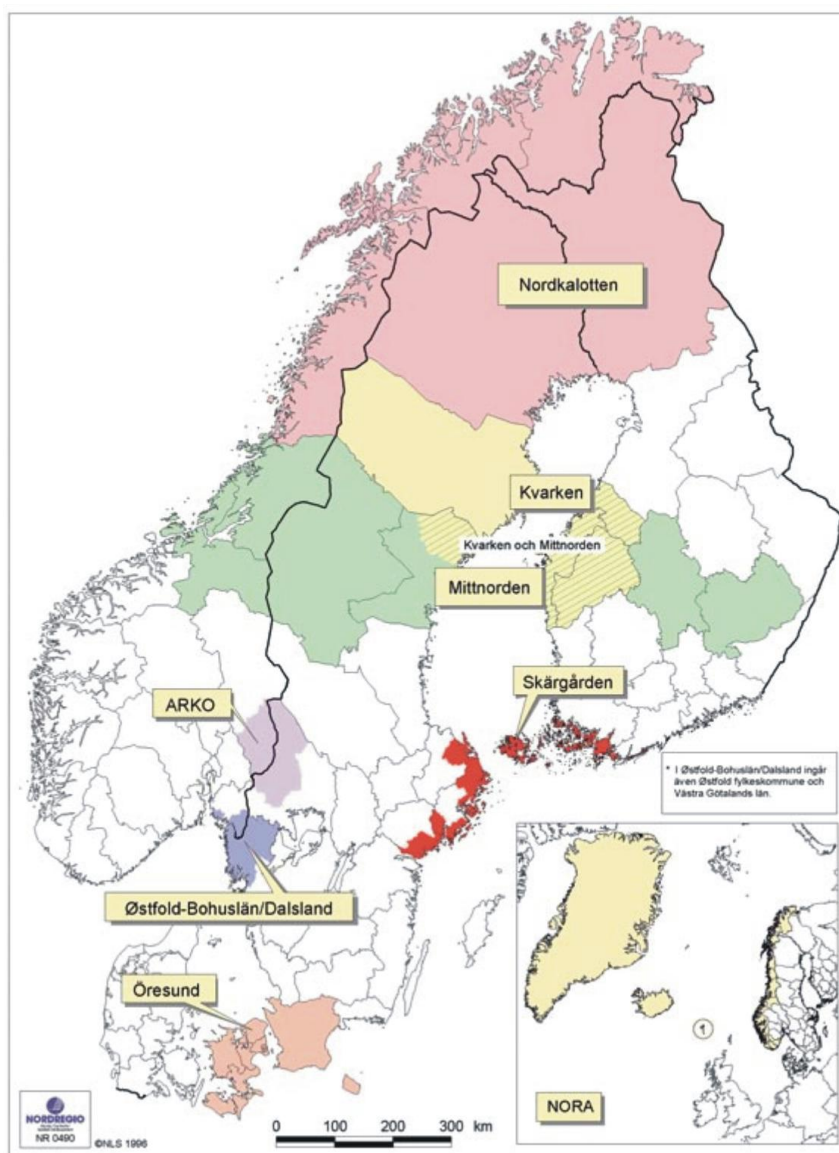 Nordkalotten
Kvarken
Kvarken och Mittnorden
Mittnorden
Skärgården
ARKO
* I Østfold-Bohuslän/Dalsland ingår
även Østfold fylkeskommune och
Västra Götalands län.
Østfold-Bohuslän/Dalsland
Öresund
NORA
NORDREGIO
NR 0490
©NLS 1996
0 100 200 300 km